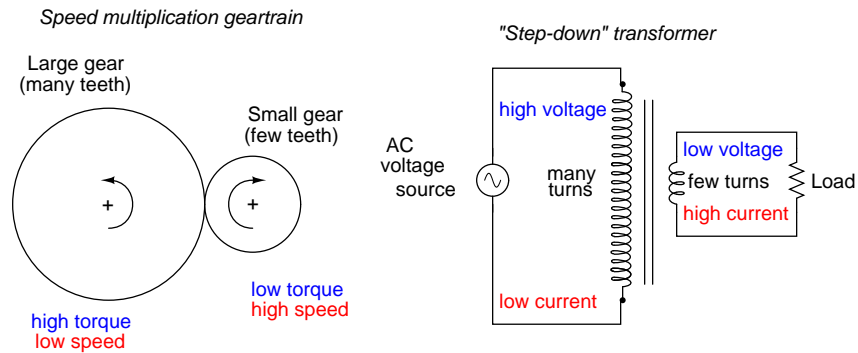 Speed multiplication geartrain
Large gear
(many teeth)
Small gear
(few teeth)
+
+
low torque
high speed
high torque
low speed
"Step-down" transformer
high voltage
AC
voltage
source
many
turns
low current
low voltage
few turns
high current
Load